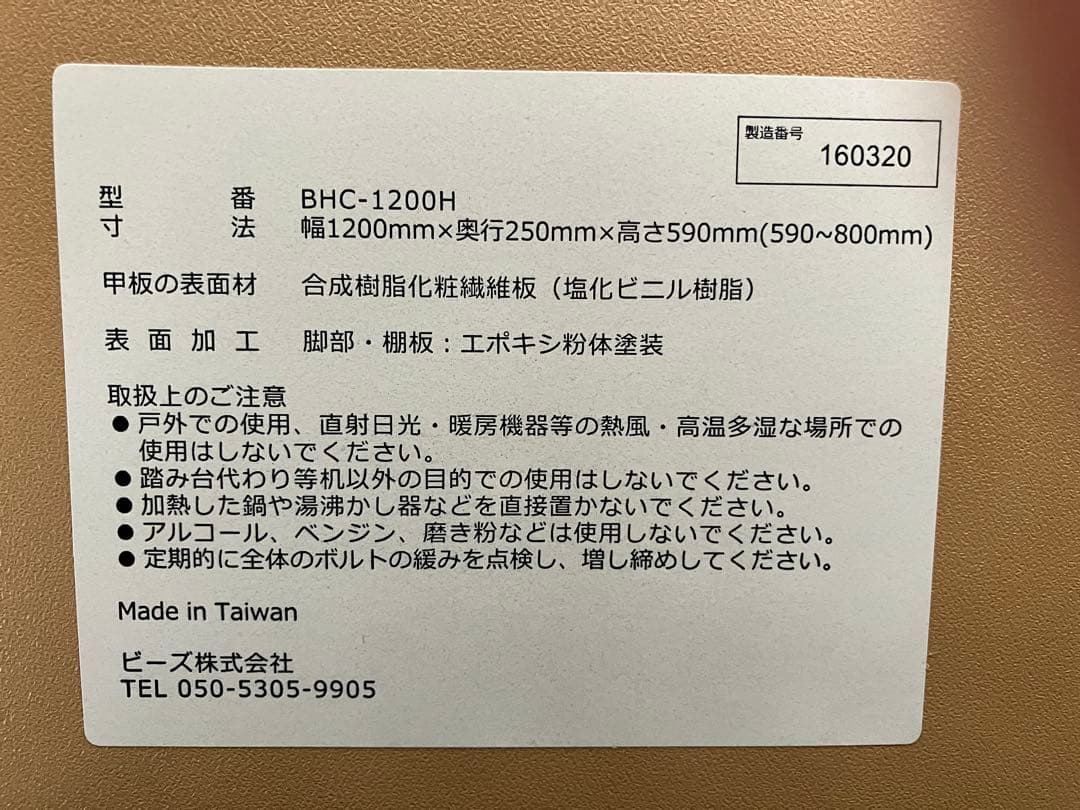 製造番号
160320
型番 BHC-1200H
寸法 幅1200mm×奥行250mm×高さ590mm(590~800mm)
甲板の表面材 合成樹脂化粧繊維板（塩化ビニル樹脂）
表面加工 脚部・棚板：エポキシ粉体塗装
取扱上のご注意
●戸外での使用、直射日光・暖房機器等の熱風・高温多湿な場所での
使用はしないでください。
●踏み台代わり等机以外の目的での使用はしないでください。
●加熱した鍋や湯沸かし器などを直接置かないでください。
●アルコール、ベンジン、磨き粉などは使用しないでください。
●定期的に全体のボルトの緩みを点検し、増し締めしてください。
Made in Taiwan
ビーズ株式会社
TEL 050-5305-9905